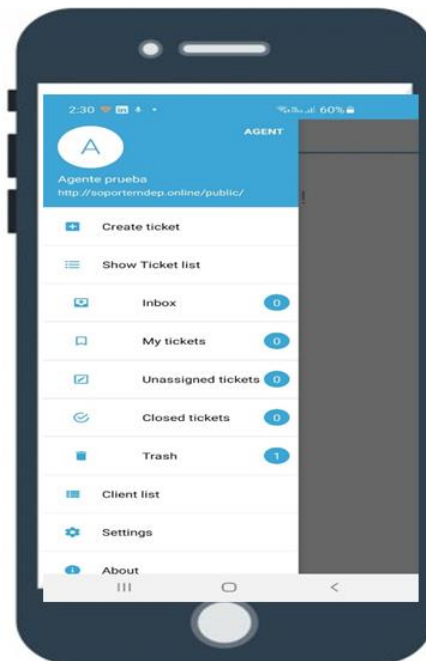 2:30
60%
AGENT
A
Agente prueba
http://soportemdep.online/public/
Create ticket
Show Ticket list
Inbox 0
My tickets 0
Unassigned tickets 0
Closed tickets 0
Trash 1
Client list
Settings
About